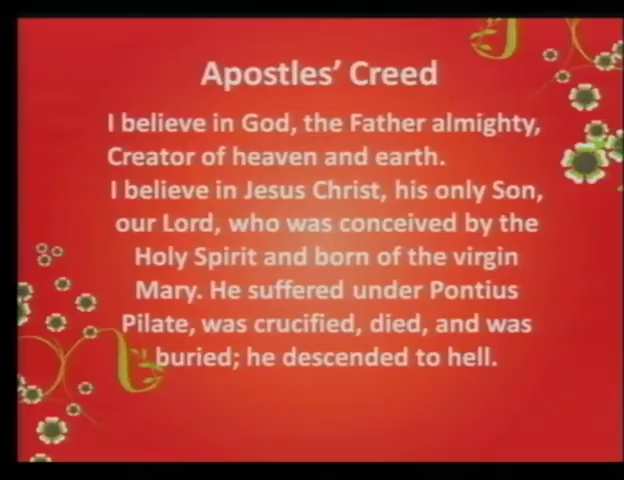 Apostles' Creed
I believe in God, the Father almighty,
Creator of heaven and earth.
I believe in Jesus Christ, his only Son,
our Lord, who was conceived by the
Holy Spirit and born of the virgin
Mary. He suffered under Pontius
Pilate, was crucified, died, and was
buried; he descended to hell.